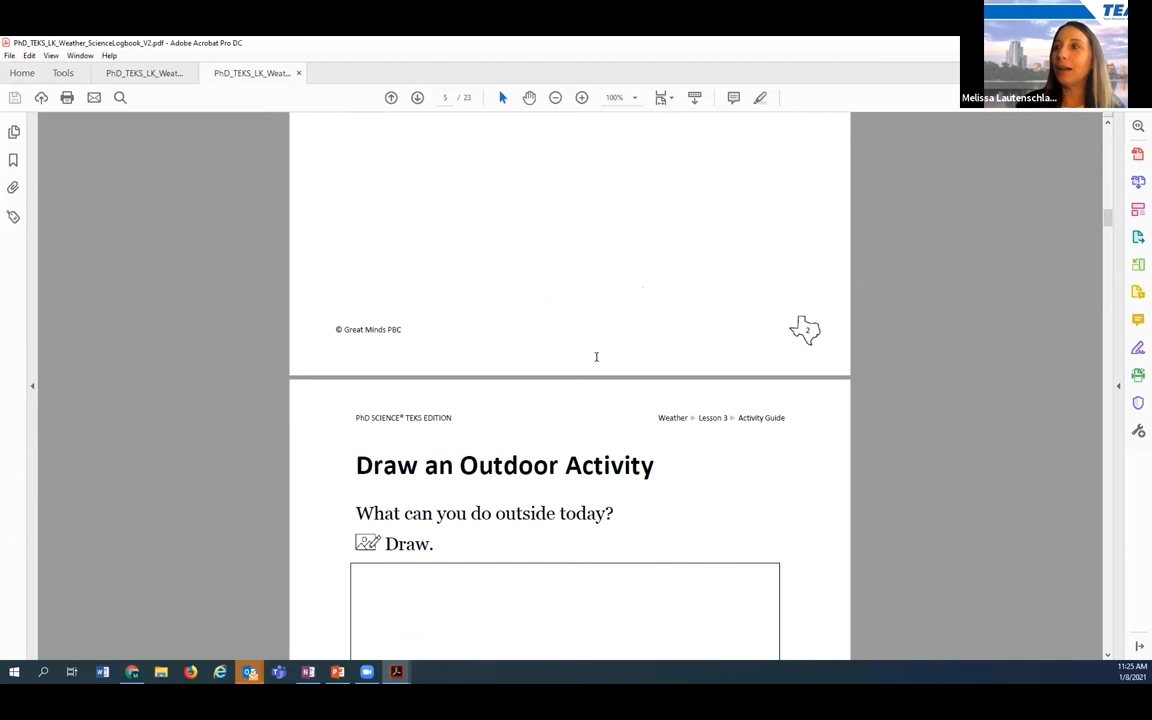 PhD_TEKS_LK_Weather_ScienceLogbook_V2.pdf - Adobe Acrobat Pro DC
File Edit View Window Help
Home Tools PhD_TEKS_LK_Weat... PhD_TEKS_LK_Weat... ×
5 / 23 100%
TEA
Melissa Lautenschla...
© Great Minds PBC
2
PhD SCIENCE® TEKS EDITION
Weather ▶ Lesson 3 ▶ Activity Guide
Draw an Outdoor Activity
What can you do outside today?
Draw.
11:25 AM
1/8/2021